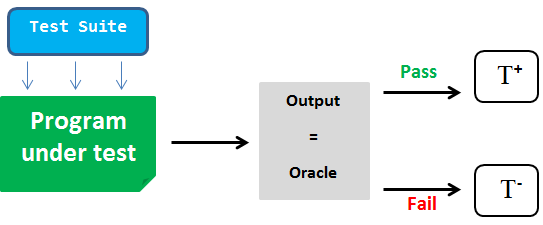 Test Suite
Program
under test
Output
=
Oracle
Pass
T+
Fail
T-